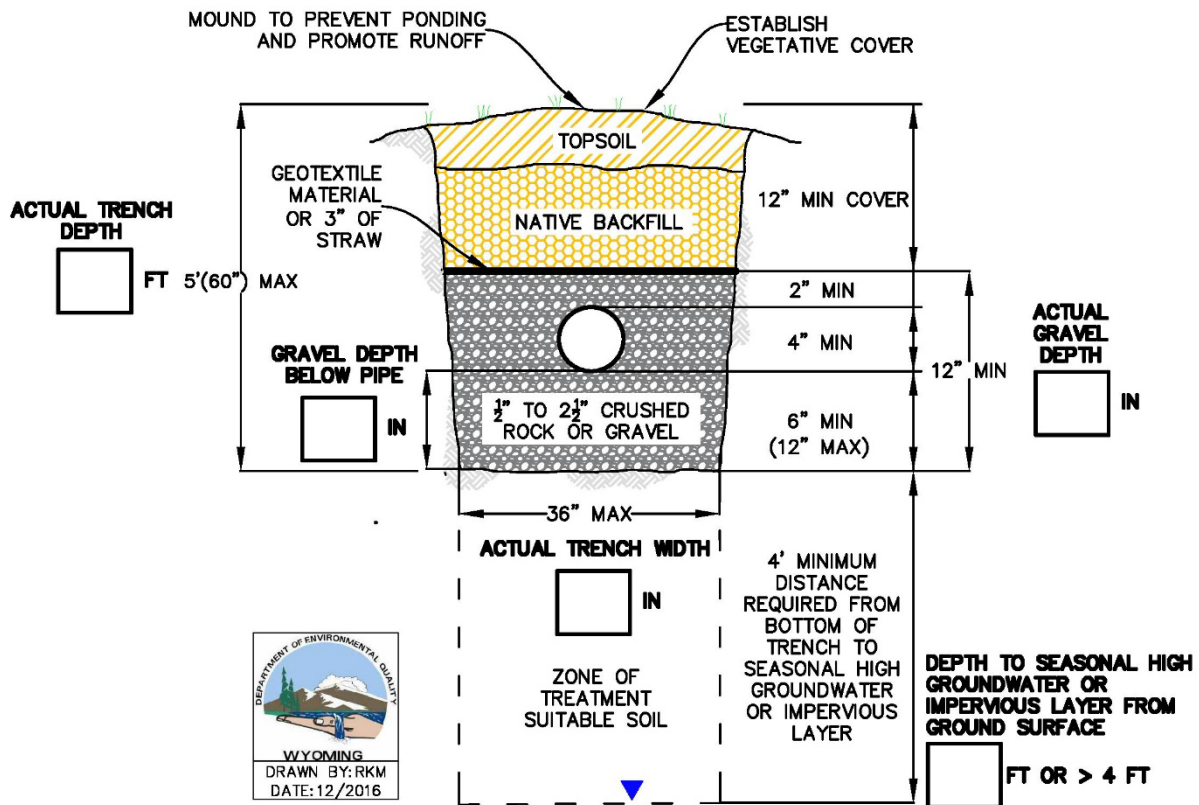 MOUND TO PREVENT PONDING
AND PROMOTE RUNOFF
ESTABLISH
VEGETATIVE COVER
TOPSOIL
GEOTEXTILE
MATERIAL
OR 3" OF
STRAW
NATIVE BACKFILL
12" MIN COVER
ACTUAL TRENCH
DEPTH
FT
5'(60") MAX
2" MIN
4" MIN
6" MIN
(12" MAX)
12" MIN
ACTUAL
GRAVEL
DEPTH
IN
GRAVEL DEPTH
BELOW PIPE
IN
1/2" TO 2 1/2" CRUSHED
ROCK OR GRAVEL
36" MAX
ACTUAL TRENCH WIDTH
IN
ZONE OF
TREATMENT
SUITABLE SOIL
4' MINIMUM
DISTANCE
REQUIRED FROM
BOTTOM OF
TRENCH TO
SEASONAL HIGH
GROUNDWATER
OR IMPERVIOUS
LAYER
DEPTH TO SEASONAL HIGH
GROUNDWATER OR
IMPERVIOUS LAYER FROM
GROUND SURFACE
FT OR > 4 FT
DEPARTMENT OF ENVIRONMENTAL QUALITY
WYOMING
DRAWN BY: RKM
DATE: 12/2016